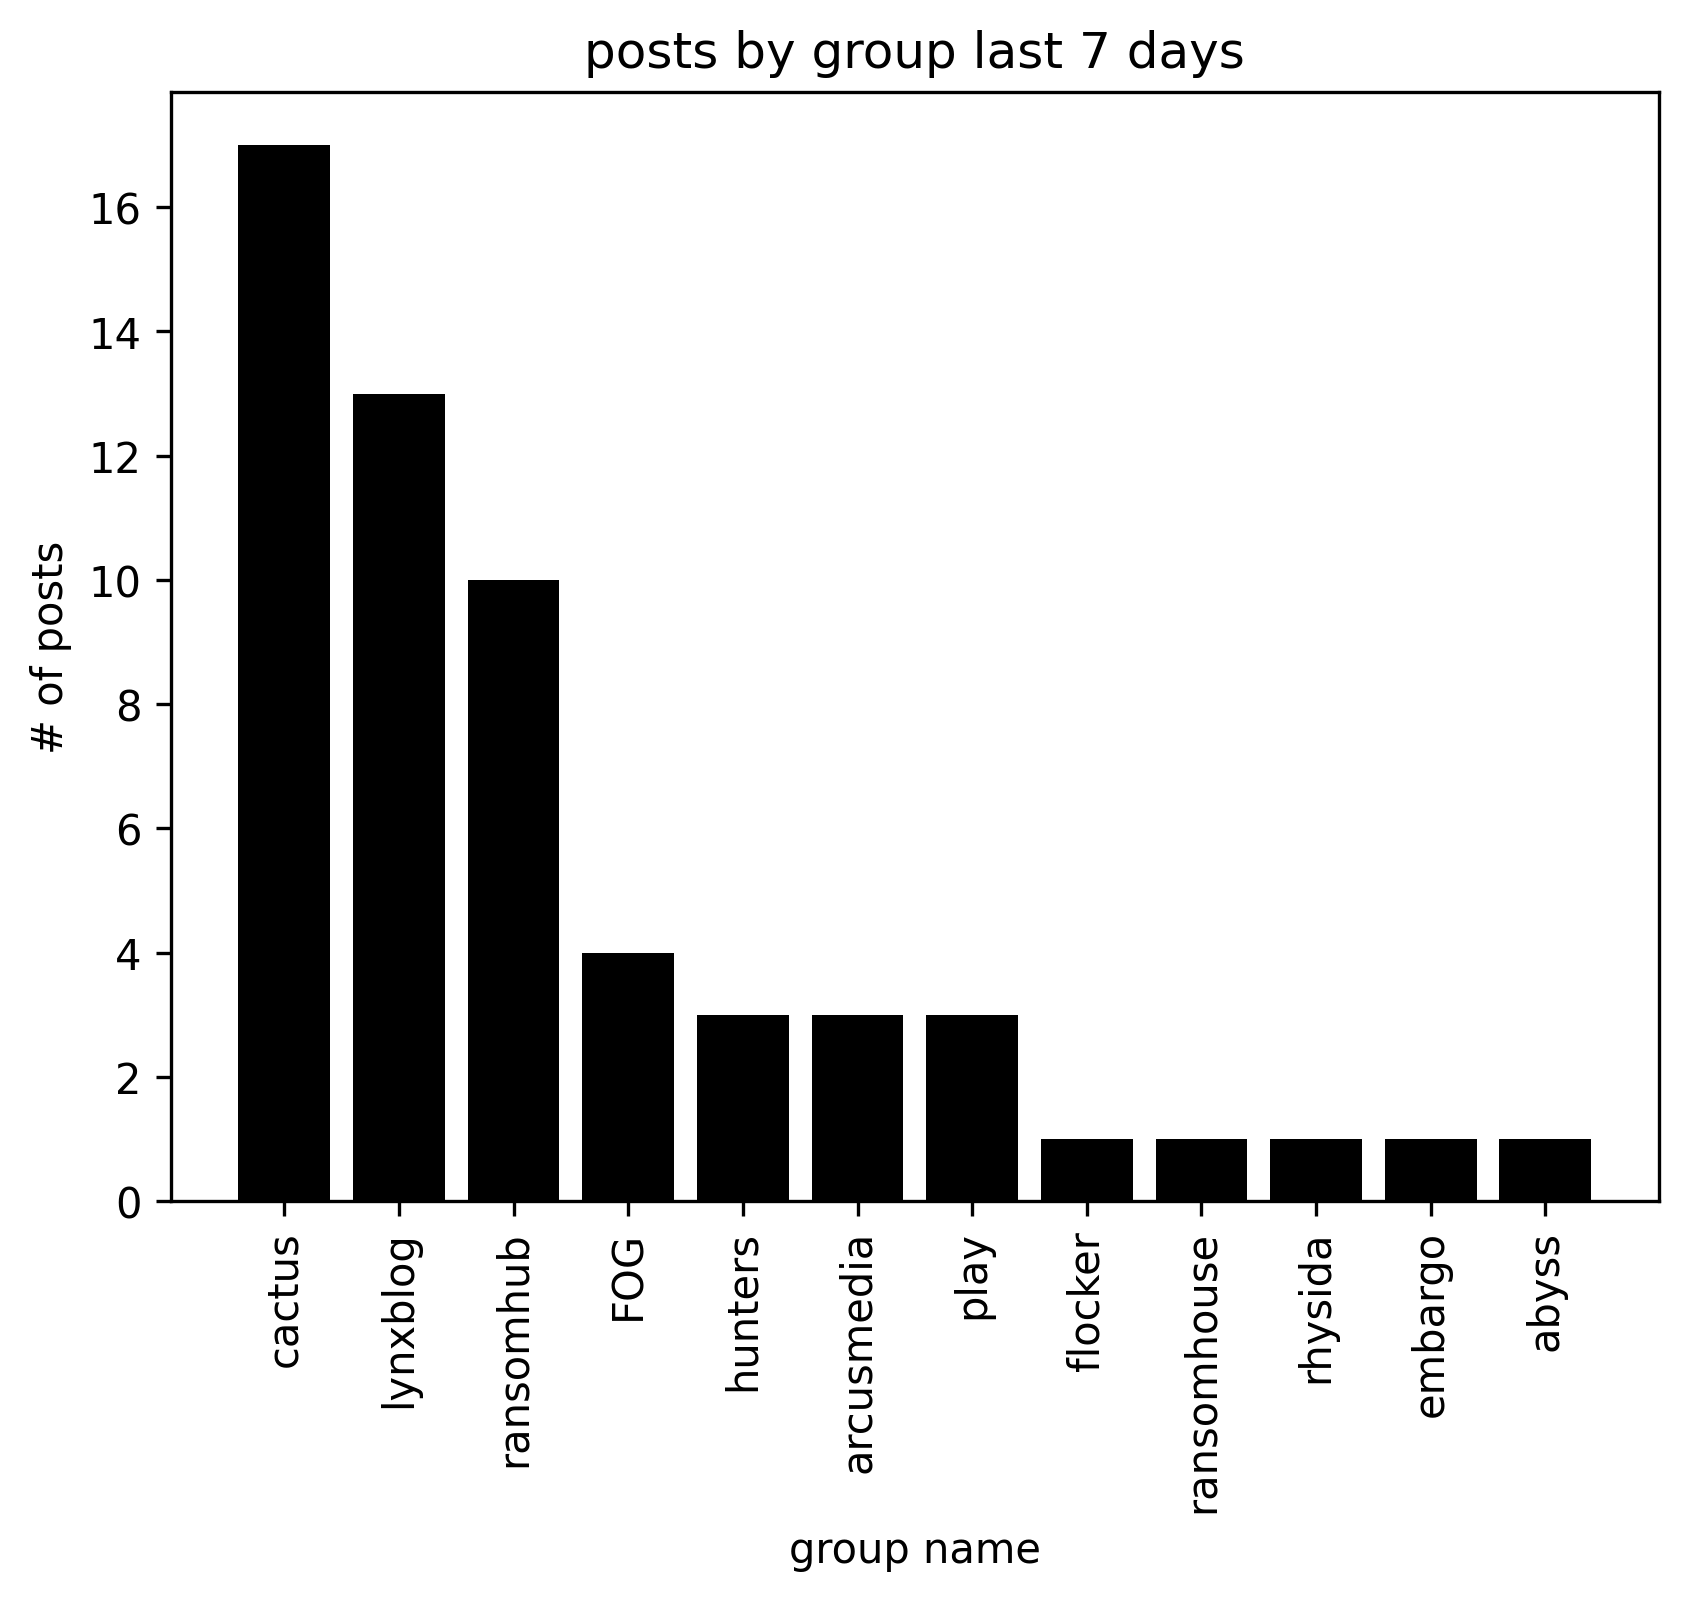 posts by group last 7 days
# of posts
16
14
12
10
8
6
4
2
0
cactus
lynxblog
ransomhub
FOG
hunters
arcusmedia
play
flocker
ransomhouse
rhysida
embargo
abyss
group name